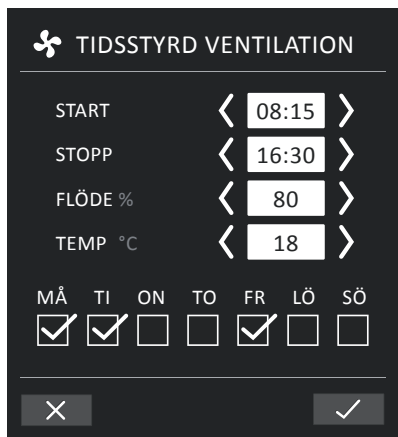 TIDSSTYRD VENTILATION
START 08:15
STOPP 16:30
FLÖDE % 80
TEMP °C 18
MÅ TI ON TO FR LÖ SÖ